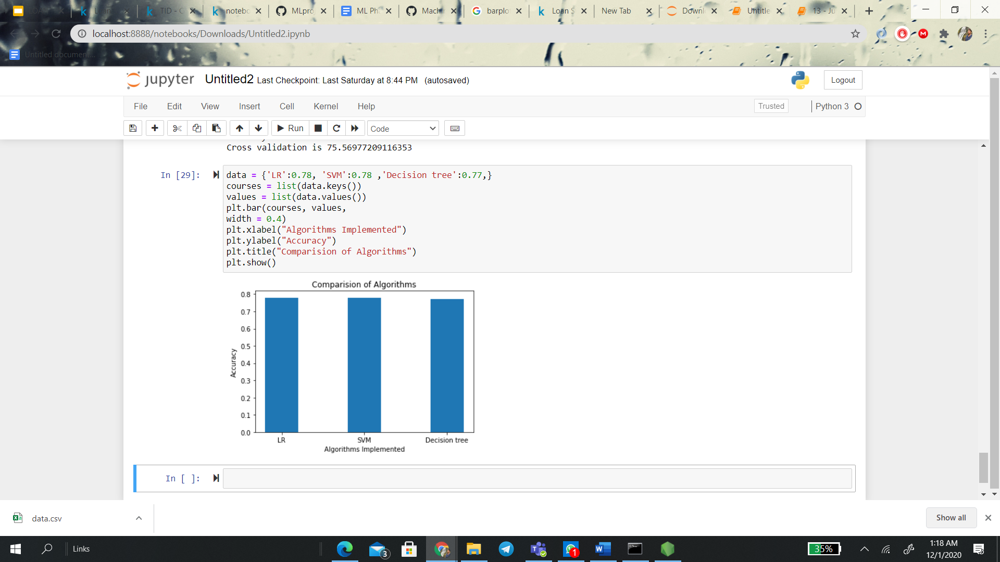 TID - C
notebo
MLpro
ML Ph
Machi
barplo
Loan S
New Tab
Downl
Untitle
13 - Ju
localhost:8888/notebooks/Downloads/Untitled2.ipynb
Untitled document...
jupyter Untitled2 Last Checkpoint: Last Saturday at 8:44 PM (autosaved)
Logout
File Edit View Insert Cell Kernel Help
Trusted
Python 3
Run
Code
Cross validation is 75.56977209116353
In [29]:
data = {'LR':0.78, 'SVM':0.78 ,'Decision tree':0.77,}
courses = list(data.keys())
values = list(data.values())
plt.bar(courses, values,
width = 0.4)
plt.xlabel("Algorithms Implemented")
plt.ylabel("Accuracy")
plt.title("Comparision of Algorithms")
plt.show()
Comparision of Algorithms
0.8
0.7
0.6
0.5
0.4
0.3
0.2
0.1
0.0
Accuracy
LR SVM Decision tree
Algorithms Implemented
In [ ]:
data.csv
Show all
Links
3
1
35%
1:18 AM
12/1/2020